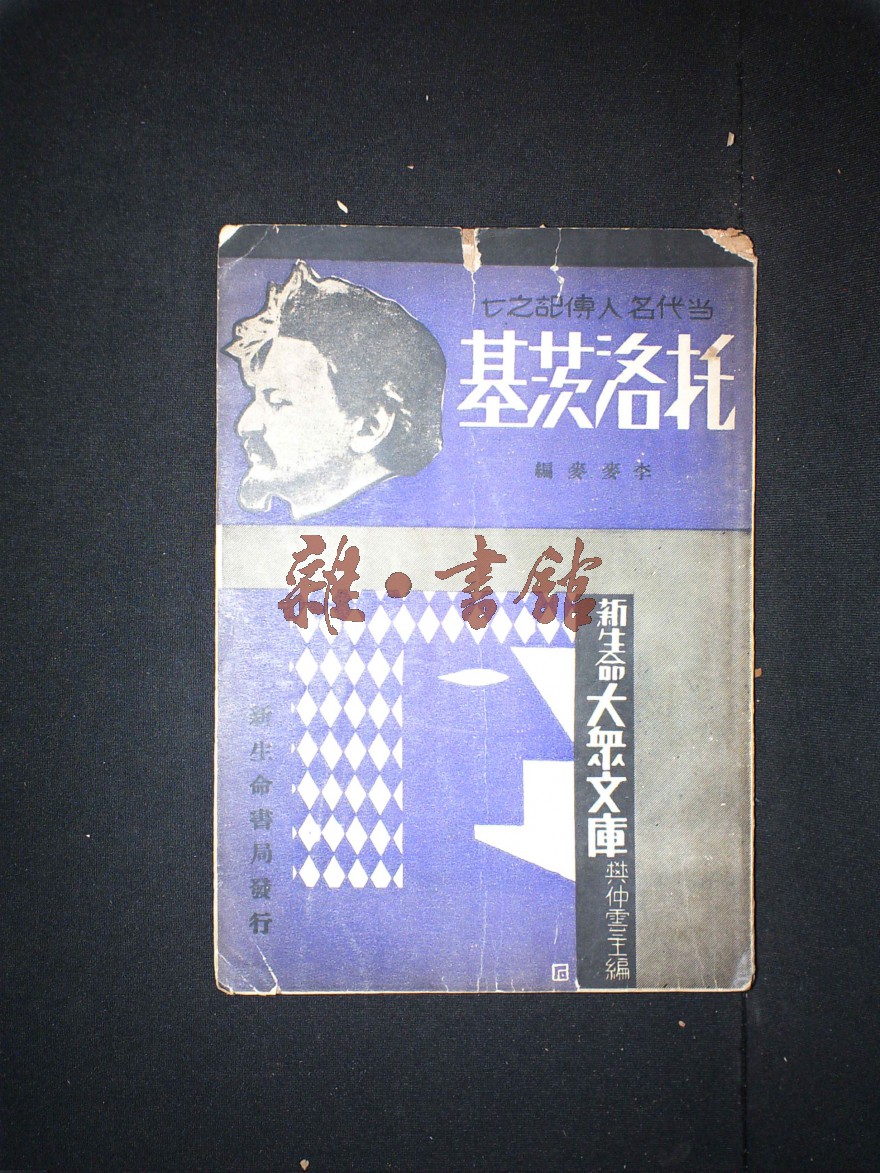 当代名人傳記之七
托洛茨基
李麥麥編
雜·書館
新生命大衆文庫
樊仲雲主編
新生命書局發行